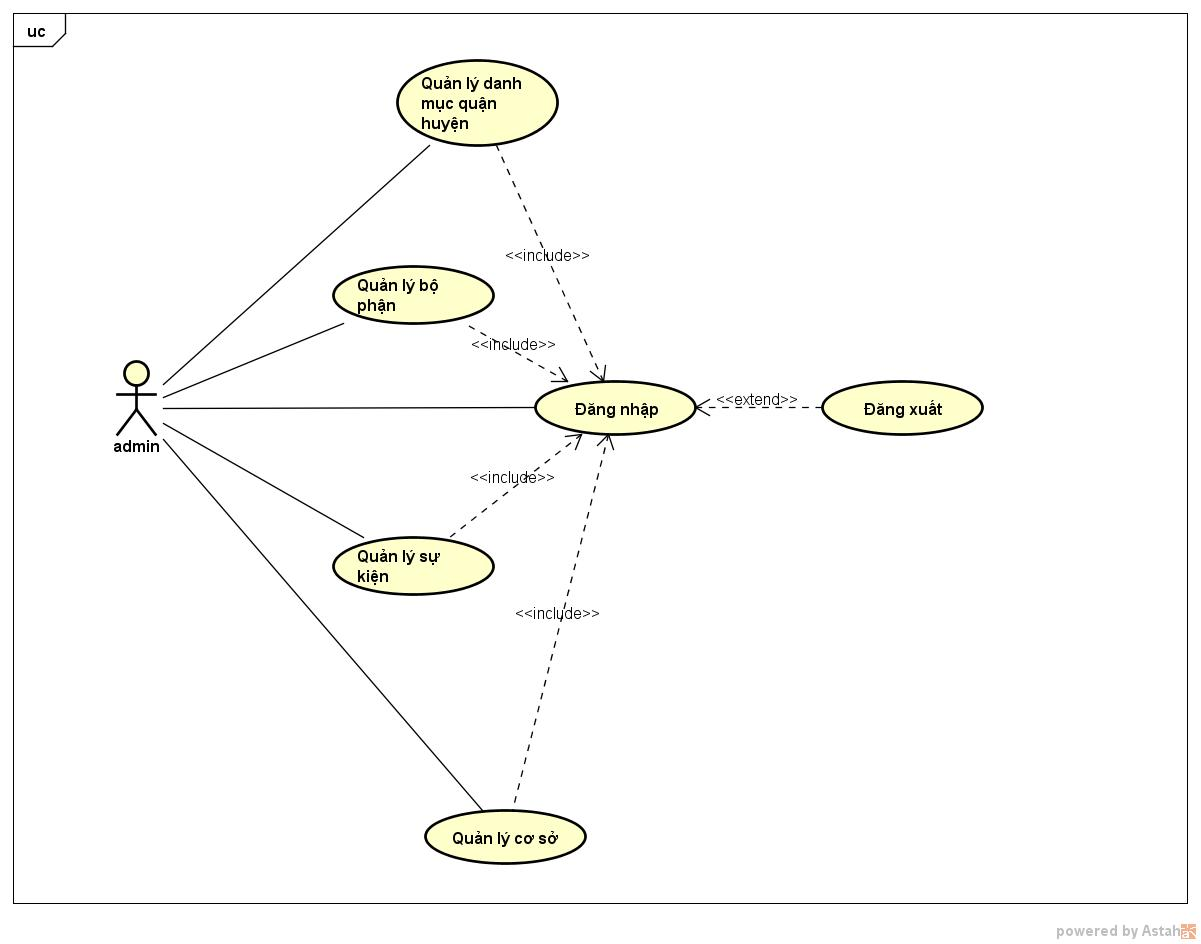 uc
Quản lý danh
mục quận
huyện
<<include>>
Quản lý bộ
phận
<<include>>
admin
Đăng nhập
<<extend>>
Đăng xuất
<<include>>
Quản lý sự
kiện
<<include>>
Quản lý cơ sở
powered by Astah